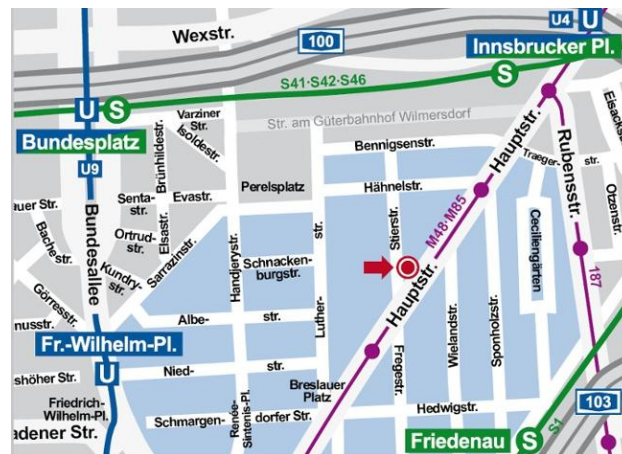 U4 U
Wexstr.
100
Innsbrucker Pl.
S
S41·S42·S46
U S
Bundesplatz
U9
Varziner
Str.
Isoldestr.
Str. am Güterbahnhof Wilmersdorf
Eisacks
Brünhildestr.
Bennigsenstr.
Hauptstr.
Rubensstr.
Traeger-
str.
Perelsplatz
Hähnelstr.
Senta-
str.
Evastr.
auer Str.
Bundesallee
Bache
str.
Ortrud-
str.
Elsastr.
Kundry-
str.
Sarrazinstr.
Handjerystr.
str.
Stierstr.
M48·M85
Ceciliengärten
Otzenstr.
Schnacken-
burgstr.
Hauptstr.
187
Görresstr.
nusstr.
Albe-
str.
Luther-
Fregestr.
Wielandstr.
Sponholzstr.
Fr.-Wilhelm-Pl.
U
Nied-
str.
shöher Str.
Breslauer
Platz
Friedrich-
Wilhelm-Pl.
adener Str.
Schmargen-
dorfer Str.
Renée-
Sintenis-Pl.
Hedwigstr.
S1
103
Friedenau S